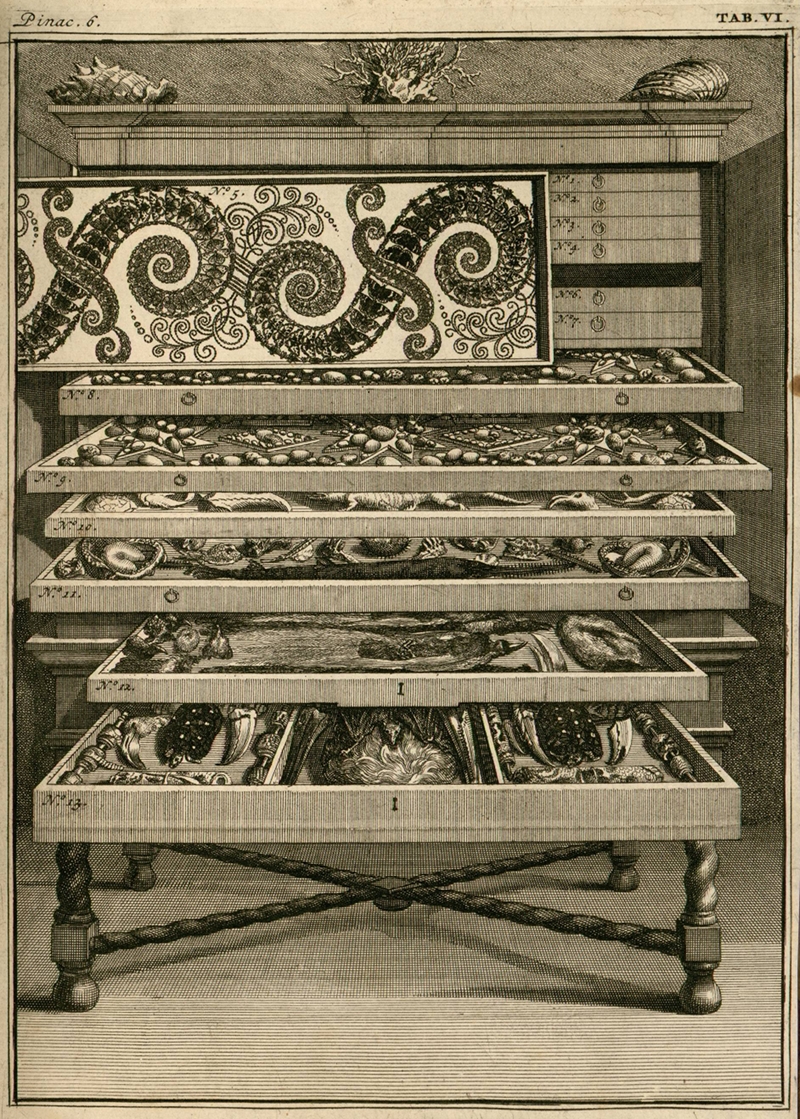 Pinac. 6.
TAB. VI.
N.º 1.
N.º 2.
N.º 3.
N.º 4.
N.º 5.
N.º 6.
N.º 7.
N.º 8.
N.º 9.
N.º 10.
N.º 11.
N.º 12.
N.º 13.